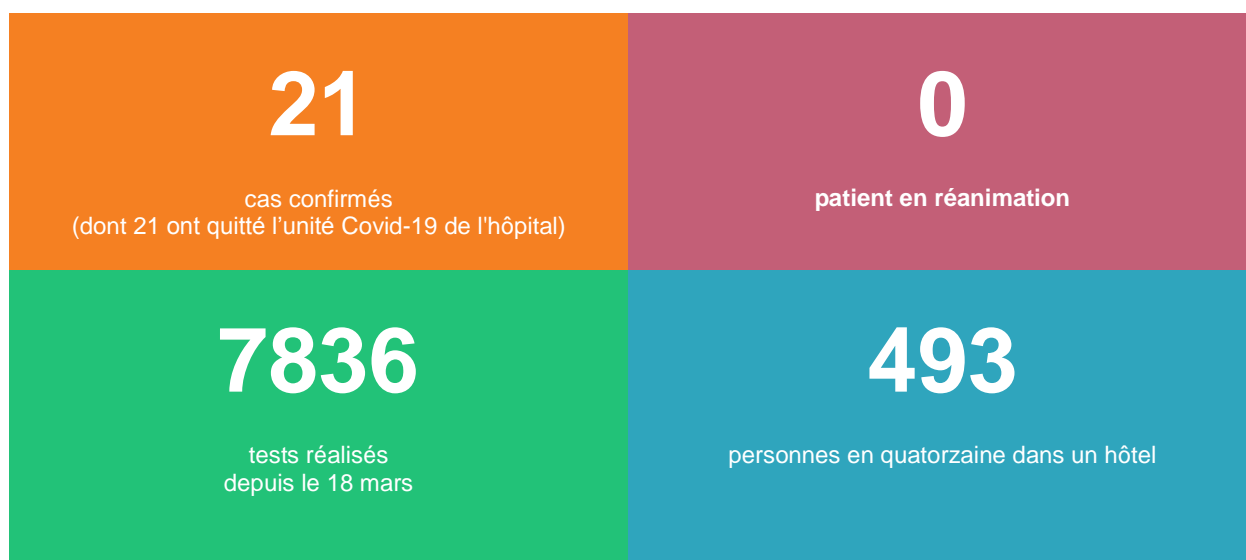 21
cas confirmés
(dont 21 ont quitté l’unité Covid-19 de l'hôpital)
0
patient en réanimation
7836
tests réalisés
depuis le 18 mars
493
personnes en quatorzaine dans un hôtel